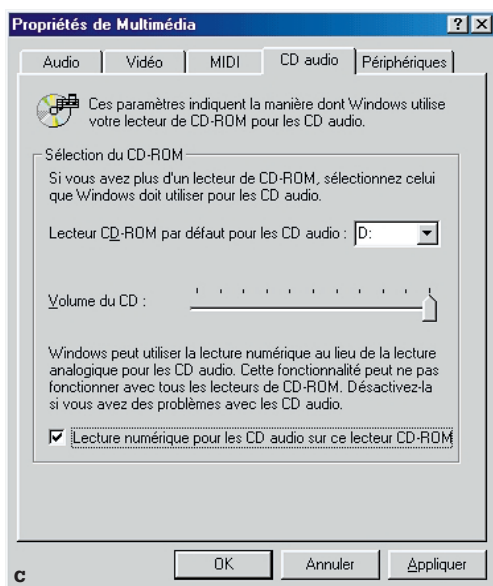 Propriétés de Multimédia
Audio
Vidéo
MIDI
CD audio
Périphériques
Ces paramètres indiquent la manière dont Windows utilise
votre lecteur de CD-ROM pour les CD audio.
Sélection du CD-ROM
Si vous avez plus d'un lecteur de CD-ROM, sélectionnez celui
que Windows doit utiliser pour les CD audio.
Lecteur CD-ROM par défaut pour les CD audio : D:
Volume du CD :
Windows peut utiliser la lecture numérique au lieu de la lecture
analogique pour les CD audio. Cette fonctionnalité peut ne pas
fonctionner avec tous les lecteurs de CD-ROM. Désactivez-la
si vous avez des problèmes avec les CD audio.
Lecture numérique pour les CD audio sur ce lecteur CD-ROM
OK
Annuler
Appliquer
c